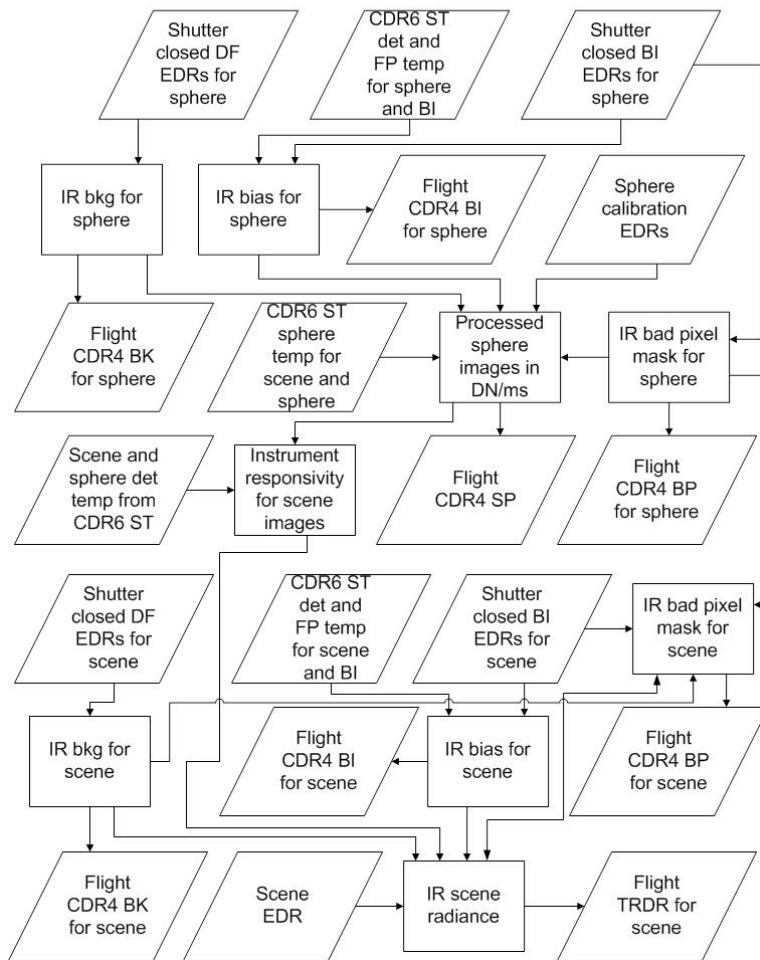 Shutter
closed DF
EDRs for
sphere
CDR6 ST
det and
FP temp
for sphere
and BI
Shutter
closed BI
EDRs for
sphere
IR bkg for
sphere
IR bias for
sphere
Flight
CDR4 BI
for sphere
Sphere
calibration
EDRs
Flight
CDR4 BK
for sphere
CDR6 ST
sphere
temp for
scene and
sphere
Processed
sphere
images in
DN/ms
IR bad pixel
mask for
sphere
Scene and
sphere det
temp from
CDR6 ST
Instrument
responsivity
for scene
images
Flight
CDR4 SP
Flight
CDR4 BP
for sphere
Shutter
closed DF
EDRs for
scene
CDR6 ST
det and
FP temp
for scene
and BI
Shutter
closed BI
EDRs for
scene
IR bad pixel
mask for
scene
IR bkg for
scene
Flight
CDR4 BI
for scene
IR bias for
scene
Flight
CDR4 BP
for scene
Flight
CDR4 BK
for scene
Scene
EDR
IR scene
radiance
Flight
TRDR for
scene